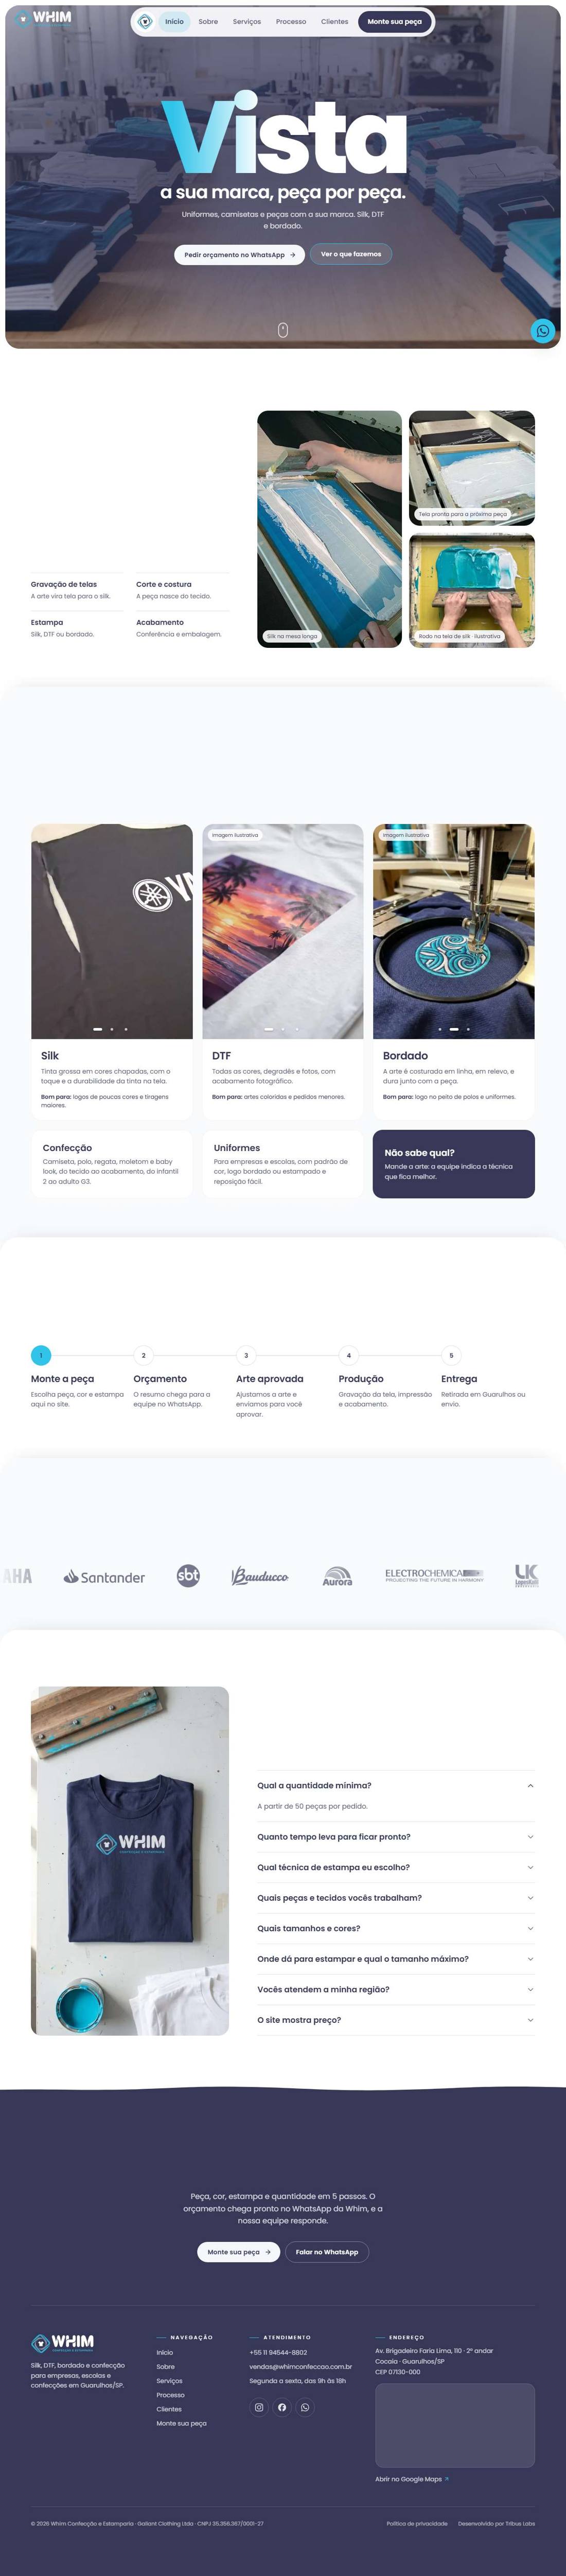 WHIM
Início
Sobre
Serviços
Processo
Clientes
Monte sua peça
Vista
a sua marca, peça por peça.
Uniformes, camisetas e peças com a sua marca. Silk, DTF
e bordado.
Pedir orçamento no WhatsApp →
Ver o que fazemos
Tela pronta para a próxima peça
Silk na mesa longa
Rodo na tela de silk · ilustrativa
Gravação de telas
A arte vira tela para o silk.
Corte e costura
A peça nasce do tecido.
Estampa
Silk, DTF ou bordado.
Acabamento
Conferência e embalagem.
YA
Imagem ilustrativa
Imagem ilustrativa
Silk
Tinta grossa em cores chapadas, com o
toque e a durabilidade da tinta na tela.
Bom para: logos de poucas cores e tiragens
maiores.
DTF
Todas as cores, degradês e fotos, com
acabamento fotográfico.
Bom para: artes coloridas e pedidos menores.
Bordado
A arte é costurada em linha, em relevo, e
dura junto com a peça.
Bom para: logo no peito de polos e uniformes.
Confecção
Camiseta, polo, regata, moletom e baby
look, do tecido ao acabamento, do infantil
2 ao adulto G3.
Uniformes
Para empresas e escolas, com padrão de
cor, logo bordado ou estampado e
reposição fácil.
Não sabe qual?
Mande a arte: a equipe indica a técnica
que fica melhor.
1
2
3
4
5
Monte a peça
Escolha peça, cor e estampa
aqui no site.
Orçamento
O resumo chega para a
equipe no WhatsApp.
Arte aprovada
Ajustamos a arte e
enviamos para você
aprovar.
Produção
Gravação da tela, impressão
e acabamento.
Entrega
Retirada em Guarulhos ou
envio.
AHA
Santander
sbt
Bauducco
Aurora
ELECTROCHEMICAL
PROJECTING THE FUTURE IN HARMONY
LK
WHIM
Qual a quantidade mínima?
A partir de 50 peças por pedido.
Quanto tempo leva para ficar pronto?
Qual técnica de estampa eu escolho?
Quais peças e tecidos vocês trabalham?
Quais tamanhos e cores?
Onde dá para estampar e qual o tamanho máximo?
Vocês atendem a minha região?
O site mostra preço?
Peça, cor, estampa e quantidade em 5 passos. O
orçamento chega pronto no WhatsApp da Whim, e a
nossa equipe responde.
Monte sua peça →
Falar no WhatsApp
WHIM
Silk, DTF, bordado e confecção
para empresas, escolas e
confecções em Guarulhos/SP.
NAVEGAÇÃO
Início
Sobre
Serviços
Processo
Clientes
Monte sua peça
ATENDIMENTO
+55 11 94544-8802
vendas@whimconfeccao.com.br
Segunda a sexta, das 9h às 18h
ENDEREÇO
Av. Brigadeiro Faria Lima, 110 · 2º andar
Cocaia · Guarulhos/SP
CEP 07130-000
Abrir no Google Maps ↗
© 2026 Whim Confecção e Estamparia · Gallant Clothing Ltda · CNPJ 35.356.367/0001-27
Política de privacidade
Desenvolvido por Tribus Labs